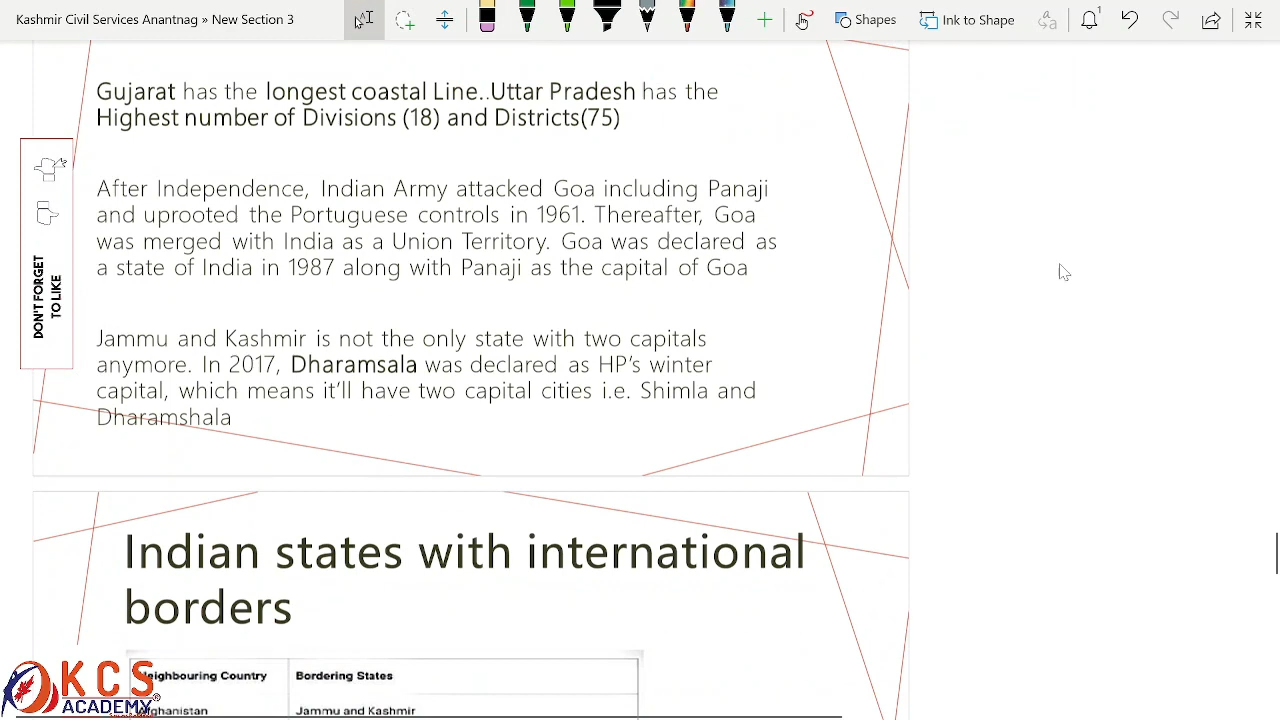 Kashmir Civil Services Anantnag » New Section 3
Shapes
Ink to Shape
1
Gujarat has the longest coastal Line..Uttar Pradesh has the
Highest number of Divisions (18) and Districts(75)
After Independence, Indian Army attacked Goa including Panaji
and uprooted the Portuguese controls in 1961. Thereafter, Goa
was merged with India as a Union Territory. Goa was declared as
a state of India in 1987 along with Panaji as the capital of Goa
DON'T FORGET
TO LIKE
Jammu and Kashmir is not the only state with two capitals
anymore. In 2017, Dharamsala was declared as HP's winter
capital, which means it'll have two capital cities i.e. Shimla and
Dharamshala
Indian states with international
borders
Neighbouring Country Bordering States
Afghanistan Jammu and Kashmir
KCS
ACADEMY